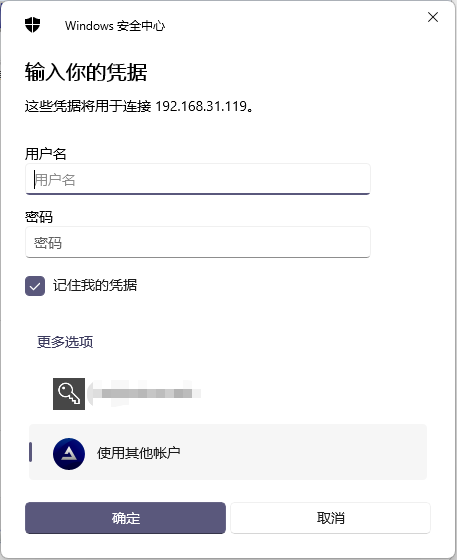 Windows 安全中心
输入你的凭据
这些凭据将用于连接 192.168.31.119。
用户名
用户名
密码
密码
记住我的凭据
更多选项
使用其他帐户
确定
取消